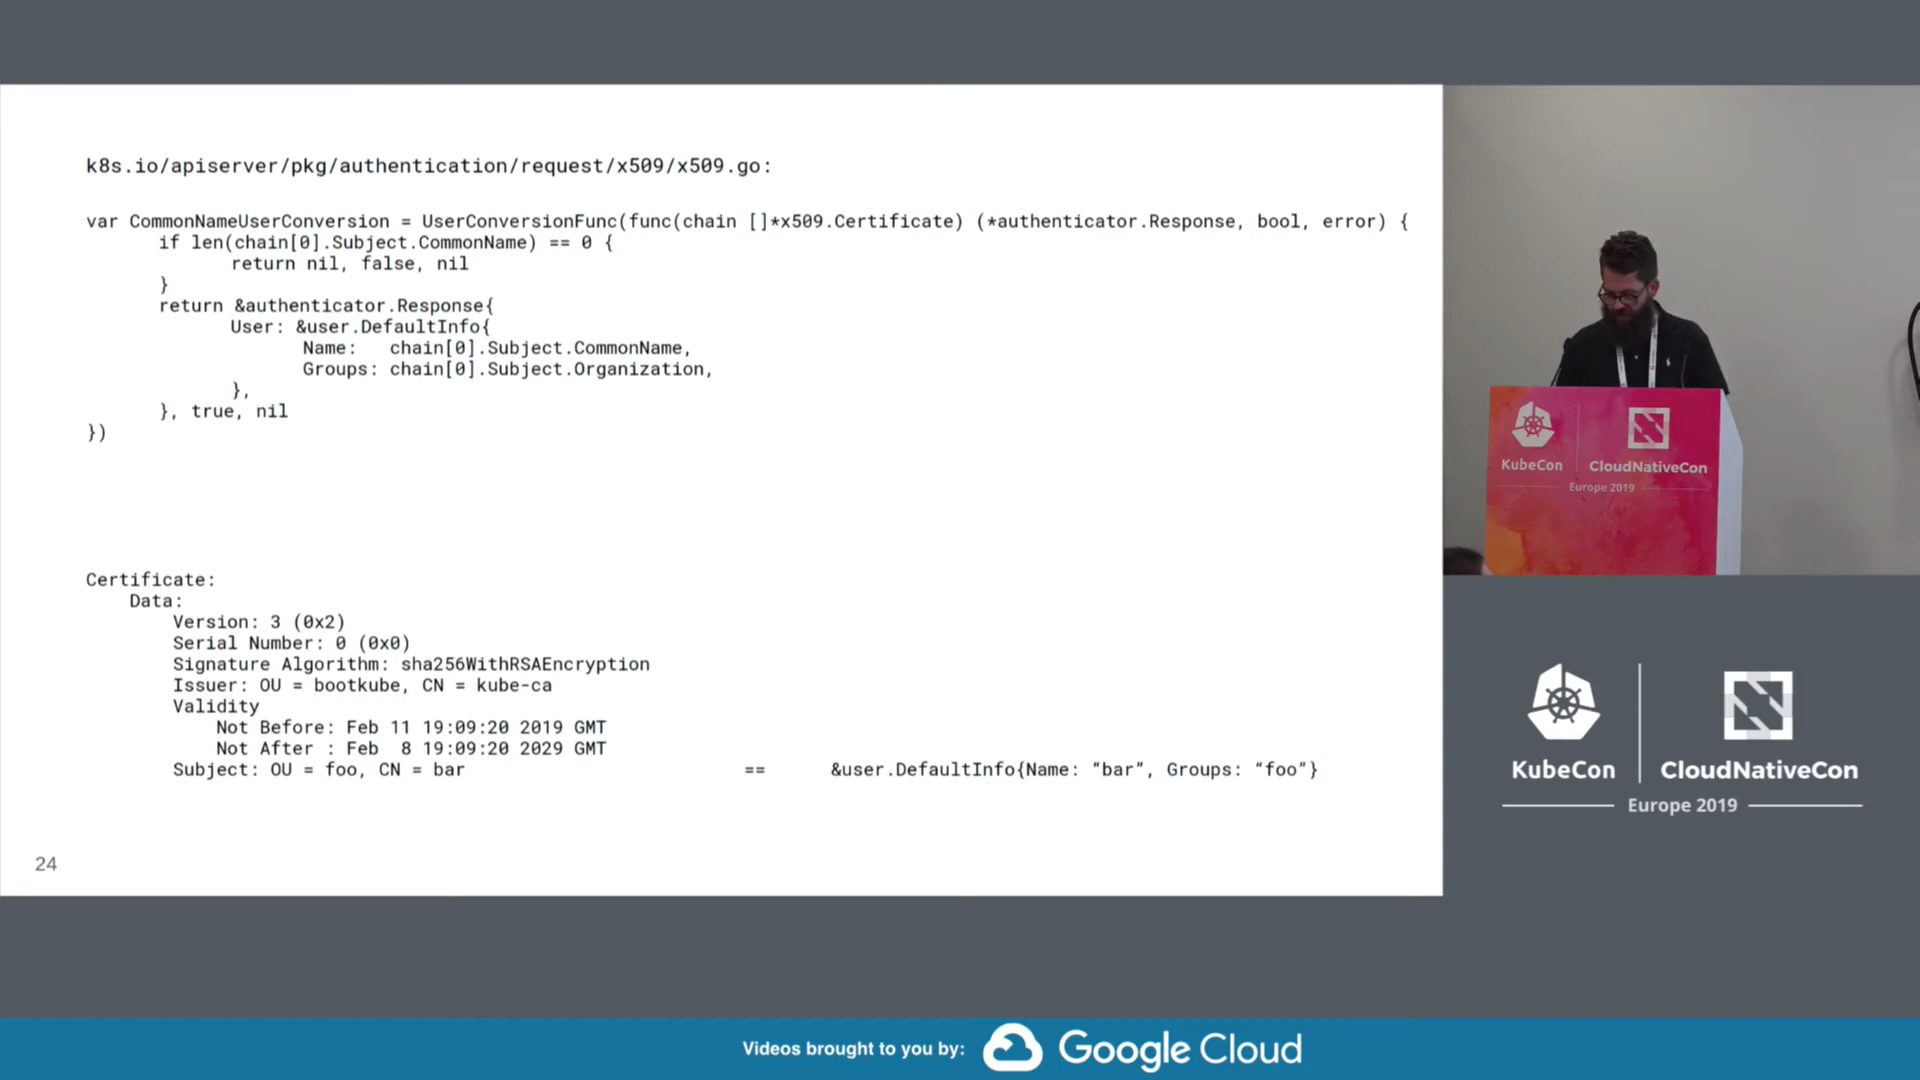 k8s.io/apiserver/pkg/authentication/request/x509/x509.go:
var CommonNameUserConversion = UserConversionFunc(func(chain []*x509.Certificate) (*authenticator.Response, bool, error) {
if len(chain[0].Subject.CommonName) == 0 {
return nil, false, nil
}
return &authenticator.Response{
User: &user.DefaultInfo{
Name:   chain[0].Subject.CommonName,
Groups: chain[0].Subject.Organization,
},
}, true, nil
})
Certificate:
Data:
Version: 3 (0x2)
Serial Number: 0 (0x0)
Signature Algorithm: sha256WithRSAEncryption
Issuer: OU = bootkube, CN = kube-ca
Validity
Not Before: Feb 11 19:09:20 2019 GMT
Not After : Feb  8 19:09:20 2029 GMT
Subject: OU = foo, CN = bar == &user.DefaultInfo{Name: “bar”, Groups: “foo”}
24
KubeCon CloudNativeCon
Europe 2019
KubeCon CloudNativeCon
Europe 2019
Videos brought to you by: Google Cloud